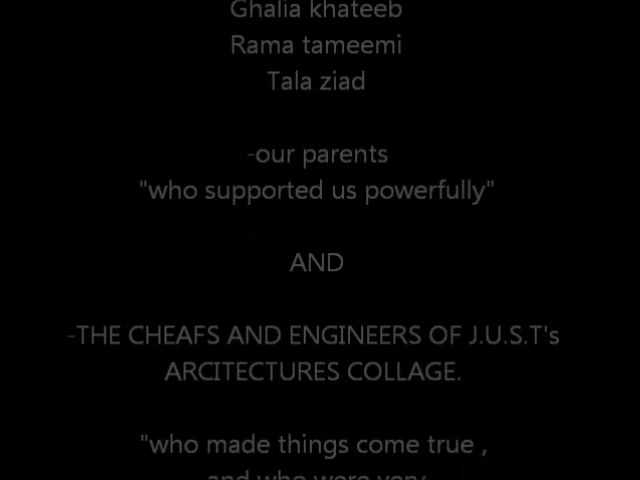 Ghalia khateeb
Rama tameemi
Tala ziad
-our parents
"who supported us powerfully"
AND
-THE CHEAFS AND ENGINEERS OF J.U.S.T's
ARCITECTURES COLLAGE.
"who made things come true ,
and who were very